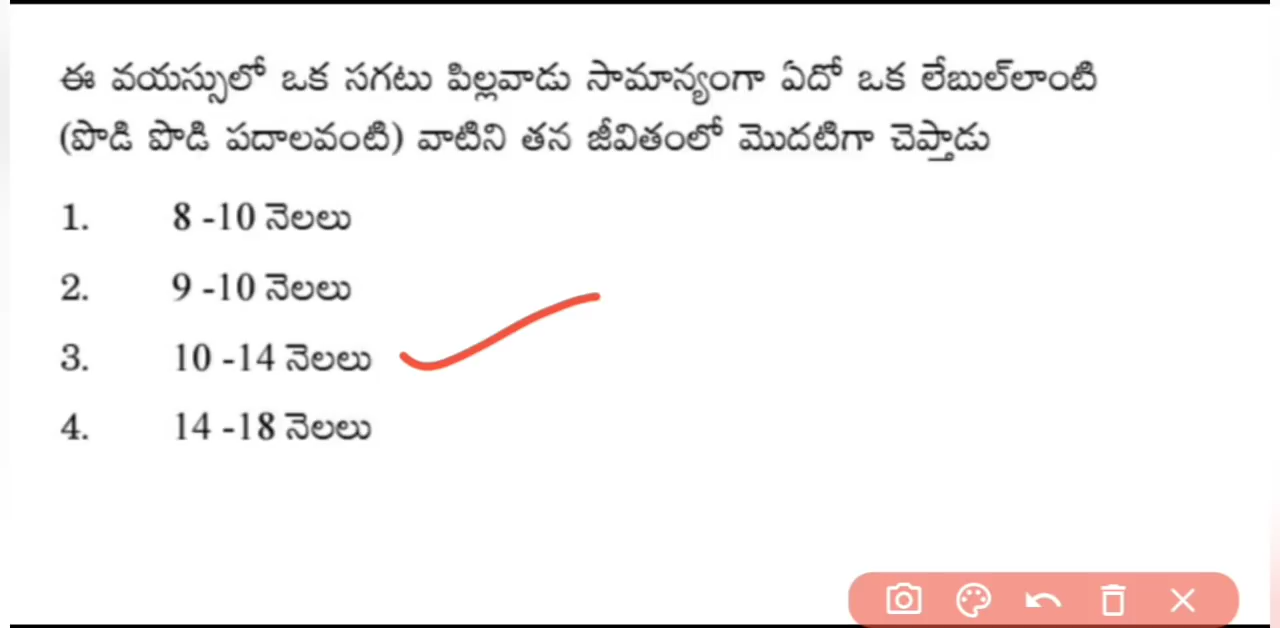 ఈ వయస్సులో ఒక సగటు పిల్లవాడు సామాన్యంగా ఏదో ఒక లేబుల్‌లాంటి
(పొడి పొడి పదాలవంటి) వాటిని తన జీవితంలో మొదటిగా చెప్తాడు
1. 8 -10 నెలలు
2. 9 -10 నెలలు
3. 10 -14 నెలలు
4. 14 -18 నెలలు